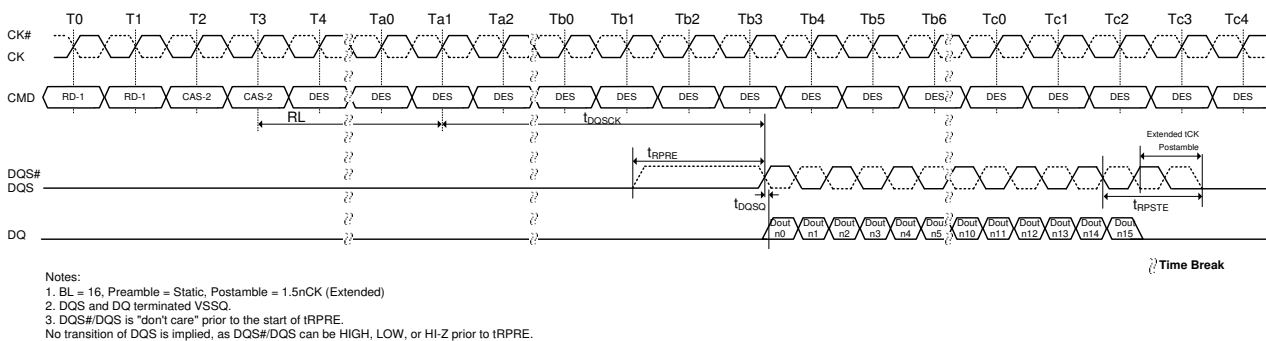 T0 T1 T2 T3 T4 Ta0 Ta1 Ta2 Tb0 Tb1 Tb2 Tb3 Tb4 Tb5 Tb6 Tc0 Tc1 Tc2 Tc3 Tc4
CK#
CK
CMD RD-1 RD-1 CAS-2 CAS-2 DES DES DES DES DES DES DES DES DES DES DES DES DES DES DES DES
RL tDQSCK
Extended tCK
Postamble
tRPRE
DQS#
DQS
tDQSQ
tRPSTE
DQ
Dout n0 Dout n1 Dout n2 Dout n3 Dout n4 Dout n5 Dout n10 Dout n11 Dout n12 Dout n13 Dout n14 Dout n15
Time Break
Notes:
1. BL = 16, Preamble = Static, Postamble = 1.5nCK (Extended)
2. DQS and DQ terminated VSSQ.
3. DQS#/DQS is "don't care" prior to the start of tRPRE.
No transition of DQS is implied, as DQS#/DQS can be HIGH, LOW, or HI-Z prior to tRPRE.